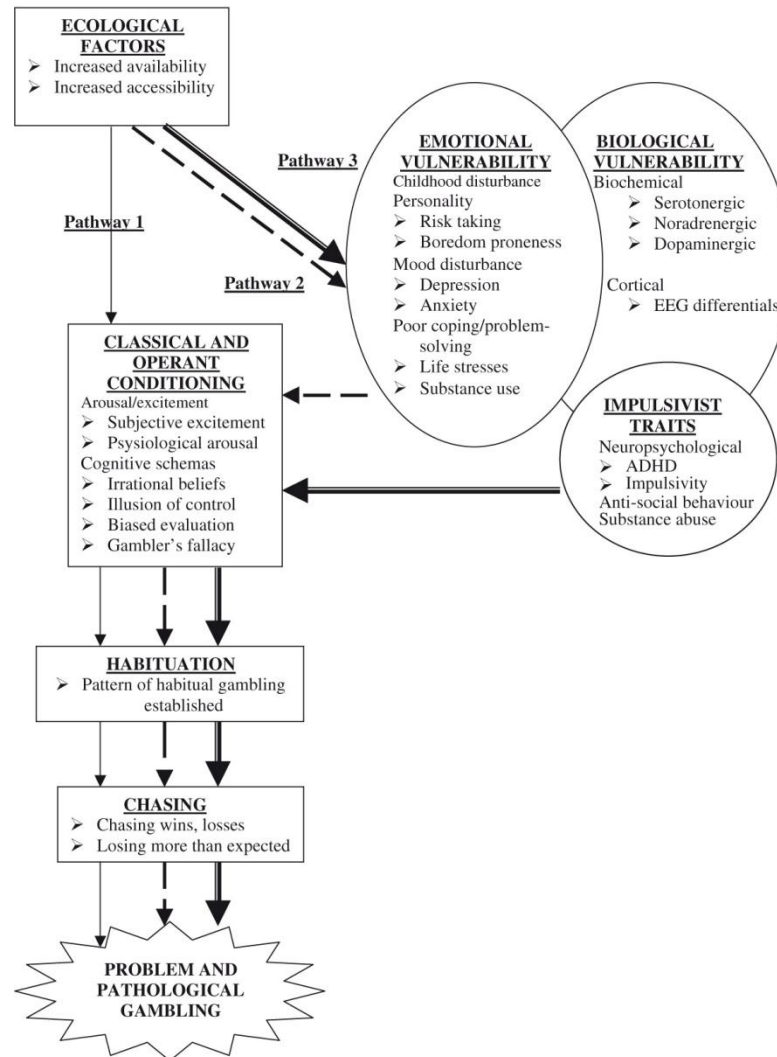 ECOLOGICAL
FACTORS
➢ Increased availability
➢ Increased accessibility
Pathway 1
Pathway 2
Pathway 3
EMOTIONAL
VULNERABILITY
Childhood disturbance
Personality
➢ Risk taking
➢ Boredom proneness
Mood disturbance
➢ Depression
➢ Anxiety
Poor coping/problem-
solving
➢ Life stresses
➢ Substance use
BIOLOGICAL
VULNERABILITY
Biochemical
➢ Serotonergic
➢ Noradrenergic
➢ Dopaminergic
Cortical
➢ EEG differentials
IMPULSIVIST
TRAITS
Neuropsychological
➢ ADHD
➢ Impulsivity
Anti-social behaviour
Substance abuse
CLASSICAL AND
OPERANT
CONDITIONING
Arousal/excitement
➢ Subjective excitement
➢ Psysiological arousal
Cognitive schemas
➢ Irrational beliefs
➢ Illusion of control
➢ Biased evaluation
➢ Gambler's fallacy
HABITUATION
➢ Pattern of habitual gambling
established
CHASING
➢ Chasing wins, losses
➢ Losing more than expected
PROBLEM AND
PATHOLOGICAL
GAMBLING